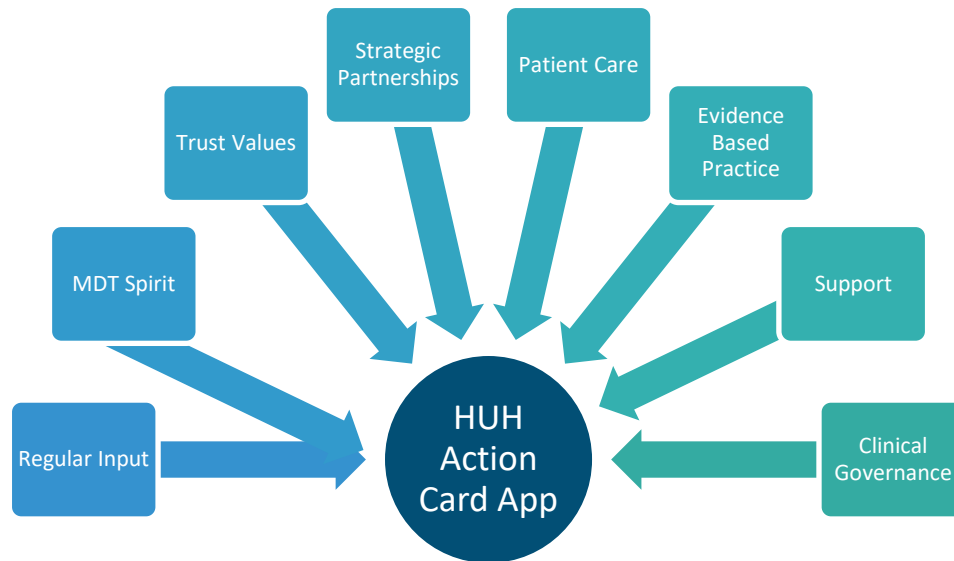 Strategic
Partnerships
Patient Care
Trust Values
Evidence
Based
Practice
MDT Spirit
Support
Regular Input
HUH
Action
Card App
Clinical
Governance